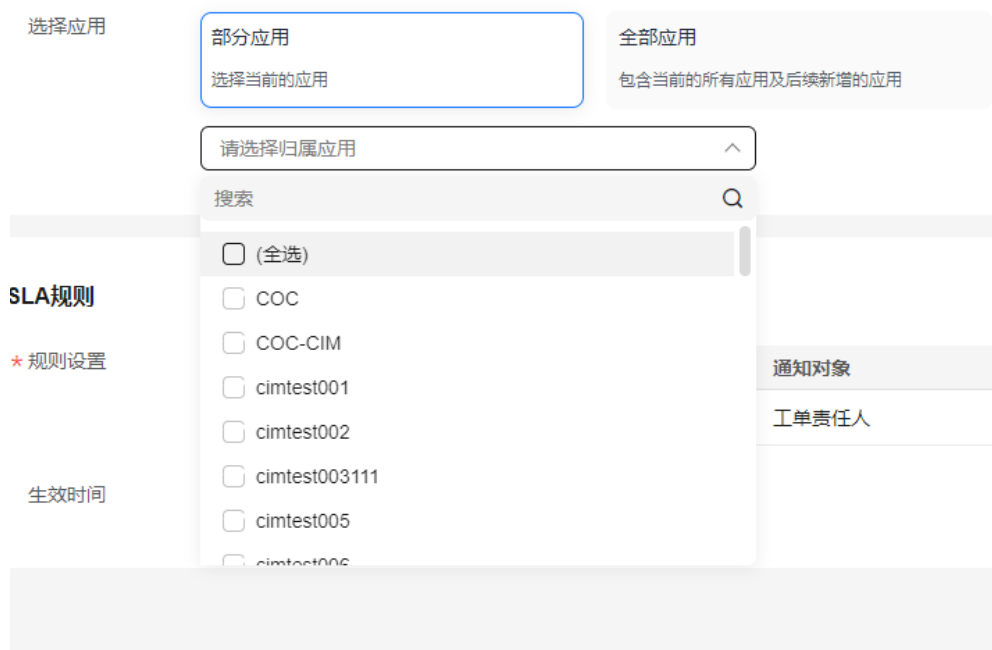 选择应用
部分应用
选择当前的应用
全部应用
包含当前的所有应用及后续新增的应用
请选择归属应用
搜索
(全选)
COC
COC-CIM
cimtest001
cimtest002
cimtest003111
cimtest005
cimtest006
SLA规则
* 规则设置
通知对象
工单责任人
生效时间